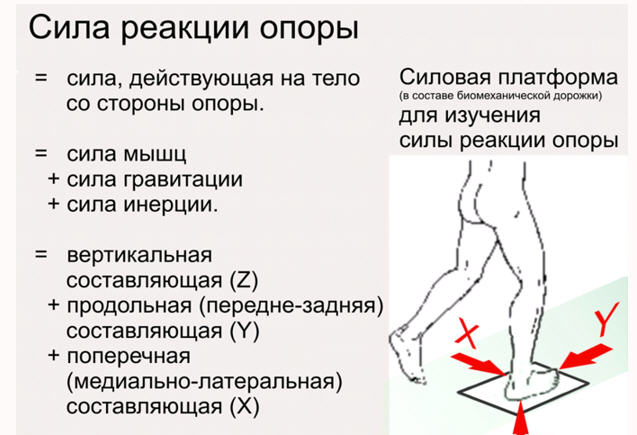 Сила реакции опоры
= сила, действующая на тело
со стороны опоры.
= сила мышц
+ сила гравитации
+ сила инерции.
= вертикальная
составляющая (Z)
+ продольная (передне-задняя)
составляющая (Y)
+ поперечная
(медиально-латеральная)
составляющая (X)
Силовая платформа
(в составе биомеханической дорожки)
для изучения
силы реакции опоры
X
Y